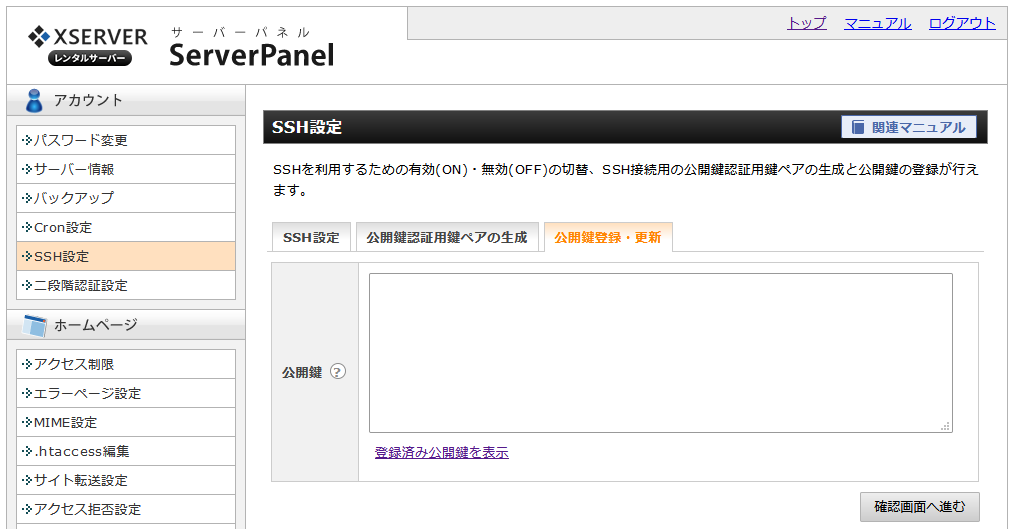 トップ マニュアル ログアウト
XSERVER
レンタルサーバー
サーバーパネル
ServerPanel
アカウント
パスワード変更
サーバー情報
バックアップ
Cron設定
SSH設定
二段階認証設定
ホームページ
アクセス制限
エラーページ設定
MIME設定
.htaccess編集
サイト転送設定
アクセス拒否設定
SSH設定
関連マニュアル
SSHを利用するための有効(ON)・無効(OFF)の切替、SSH接続用の公開鍵認証用鍵ペアの生成と公開鍵の登録が行え
ます。
SSH設定 公開鍵認証用鍵ペアの生成 公開鍵登録・更新
公開鍵 ?
登録済み公開鍵を表示
確認画面へ進む